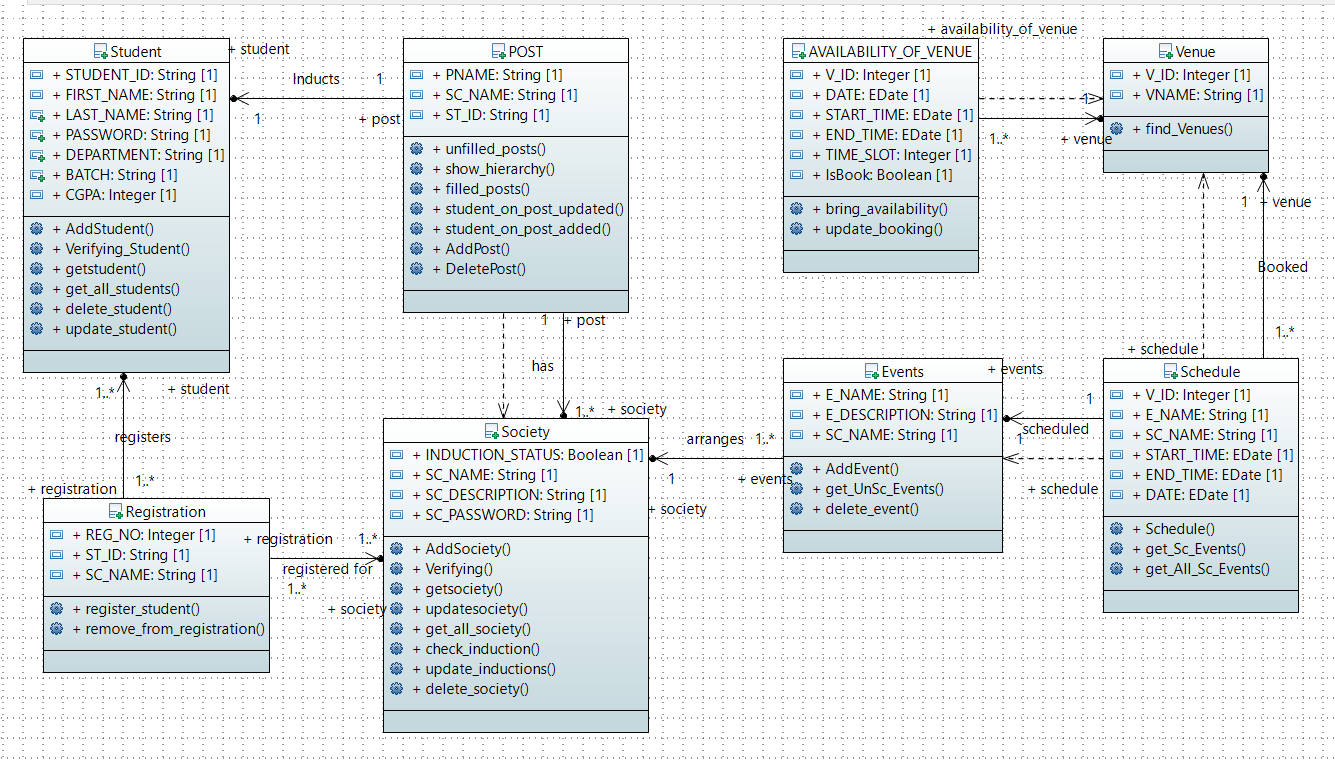 Student
+ STUDENT_ID: String [1]
+ FIRST_NAME: String [1]
+ LAST_NAME: String [1]
+ PASSWORD: String [1]
+ DEPARTMENT: String [1]
+ BATCH: String [1]
+ CGPA: Integer [1]
+ AddStudent()
+ Verifying_Student()
+ getstudent()
+ get_all_students()
+ delete_student()
+ update_student()
+ student
Inducts
1
1
+ post
POST
+ PNAME: String [1]
+ SC_NAME: String [1]
+ ST_ID: String [1]
+ unfilled_posts()
+ show_hierarchy()
+ filled_posts()
+ student_on_post_updated()
+ student_on_post_added()
+ AddPost()
+ DeletePost()
1
+ post
has
1..*
+ society
AVAILABILITY_OF_VENUE
+ V_ID: Integer [1]
+ DATE: EDate [1]
+ START_TIME: EDate [1]
+ END_TIME: EDate [1]
+ TIME_SLOT: Integer [1]
+ IsBook: Boolean [1]
+ bring_availability()
+ update_booking()
+ availability_of_venue
1
1..*
+ venue
Venue
+ V_ID: Integer [1]
+ VNAME: String [1]
+ find_Venues()
1
+ venue
Booked
1..*
+ schedule
1..*
+ student
registers
1..*
+ registration
Registration
+ REG_NO: Integer [1]
+ ST_ID: String [1]
+ SC_NAME: String [1]
+ register_student()
+ remove_from_registration()
+ registration
1..*
registered for
1..*
+ society
Society
+ INDUCTION_STATUS: Boolean [1]
+ SC_NAME: String [1]
+ SC_DESCRIPTION: String [1]
+ SC_PASSWORD: String [1]
+ AddSociety()
+ Verifying()
+ getsociety()
+ updatesociety()
+ get_all_society()
+ check_induction()
+ update_inductions()
+ delete_society()
arranges
1..*
1
+ events
+ society
Events
+ E_NAME: String [1]
+ E_DESCRIPTION: String [1]
+ SC_NAME: String [1]
+ AddEvent()
+ get_UnSc_Events()
+ delete_event()
+ events
1
scheduled
1
+ schedule
Schedule
+ V_ID: Integer [1]
+ E_NAME: String [1]
+ SC_NAME: String [1]
+ START_TIME: EDate [1]
+ END_TIME: EDate [1]
+ DATE: EDate [1]
+ Schedule()
+ get_Sc_Events()
+ get_All_Sc_Events()